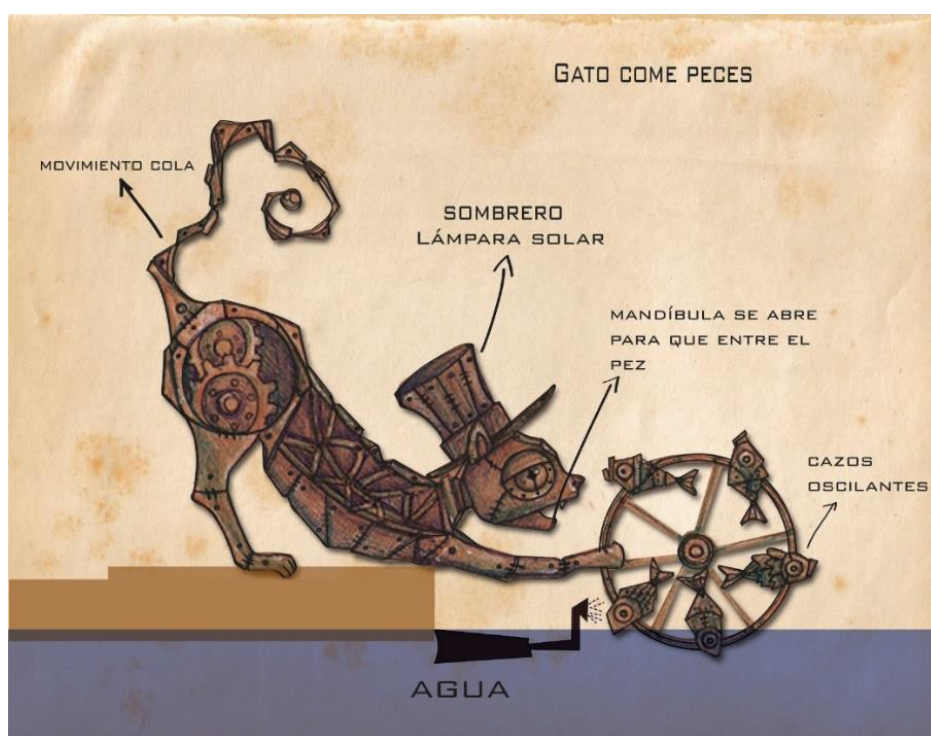 GATO COME PECES
MOVIMIENTO COLA
SOMBRERO
LÁMPARA SOLAR
MANDÍBULA SE ABRE
PARA QUE ENTRE EL
PEZ
CAZOS
OSCILANTES
AGUA